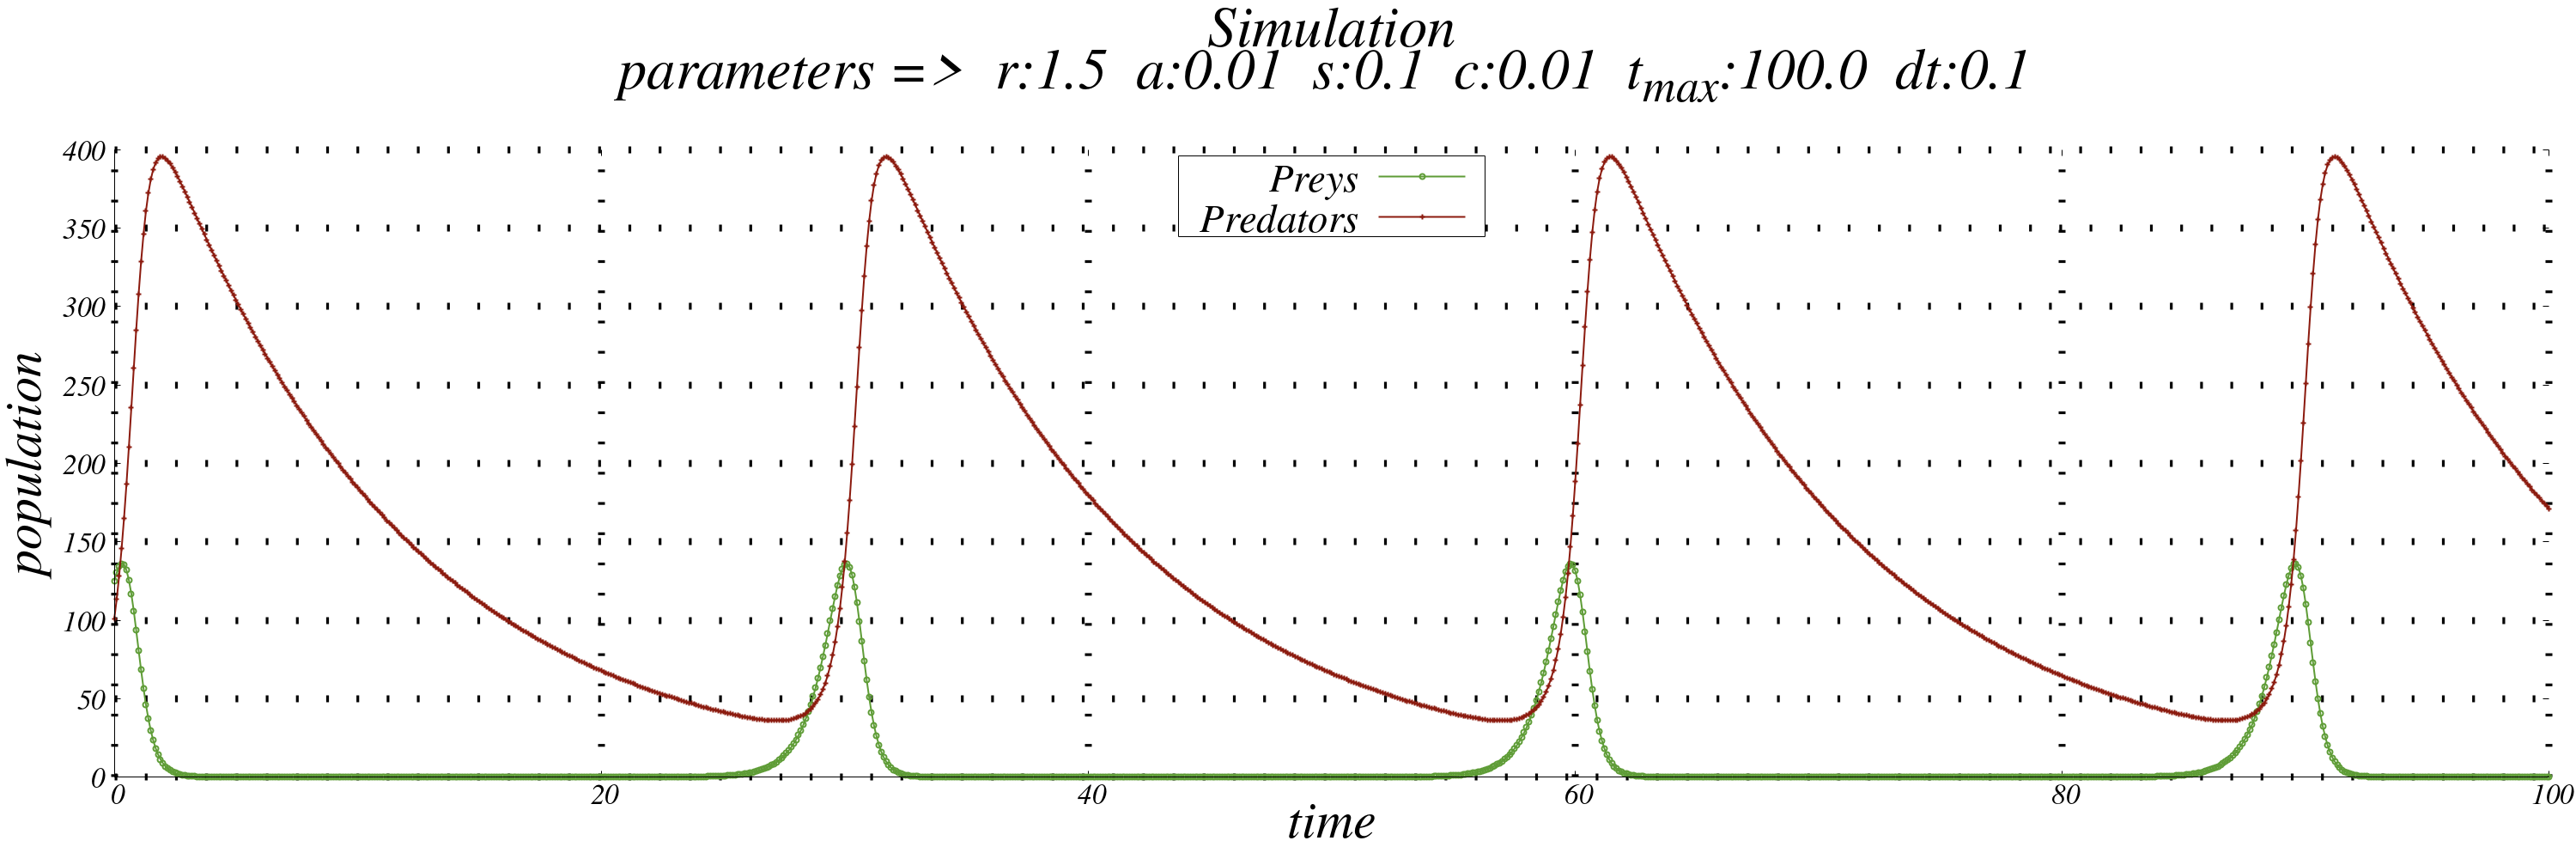 Simulation
parameters => r:1.5 a:0.01 s:0.1 c:0.01 tmax:100.0 dt:0.1
400
350
300
250
200
150
100
50
0
population
Preys
Predators
0 20 40 60 80 100
time